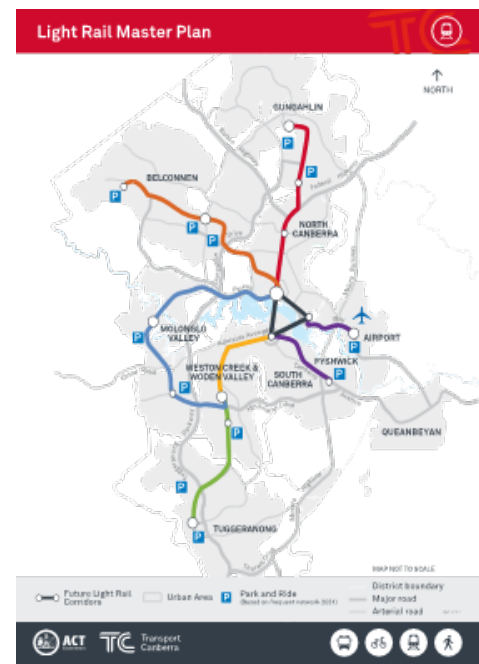 Light Rail Master Plan
TC
NORTH
GUNGAHLIN
P
P
BELCONNEN
P
P
P
NORTH
CANBERRA
MOLONGLO
VALLEY
P
AIRPORT
P
FYSHWICK
P
WESTON CREEK &
WODEN VALLEY
SOUTH
CANBERRA
P
QUEANBEYAN
P
P
TUGGERANONG
P
MAP NOT TO SCALE
Future Light Rail
Corridors
Urban Area
P
Park and Ride
District boundary
Major road
Arterial road
ACT
TC
Transport
Canberra